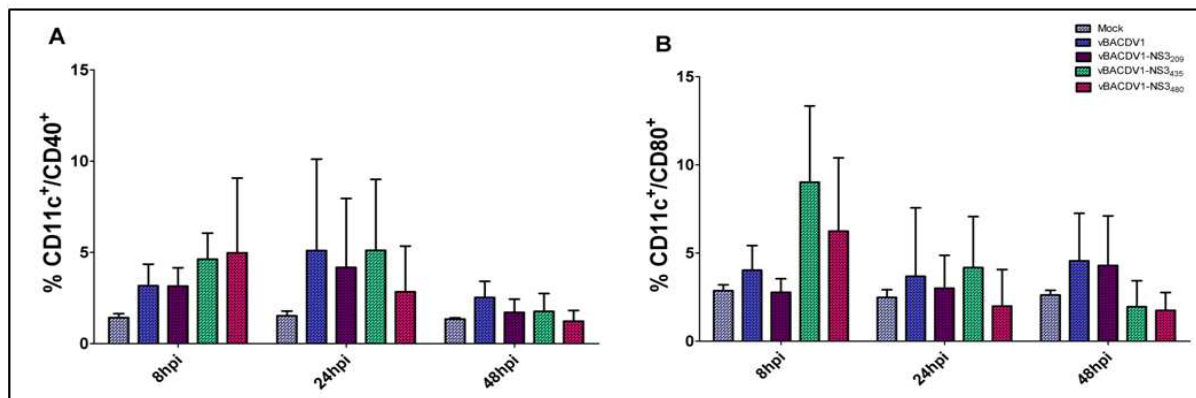 A
% CD11c⁺/CD40⁺
15
10
5
0
8hpi
24hpi
48hpi
B
% CD11c⁺/CD80⁺
15
10
5
0
8hpi
24hpi
48hpi
Mock
vBACDV1
vBACDV1-NS3₂₀₉
vBACDV1-NS3₄₃₅
vBACDV1-NS3₄₈₀